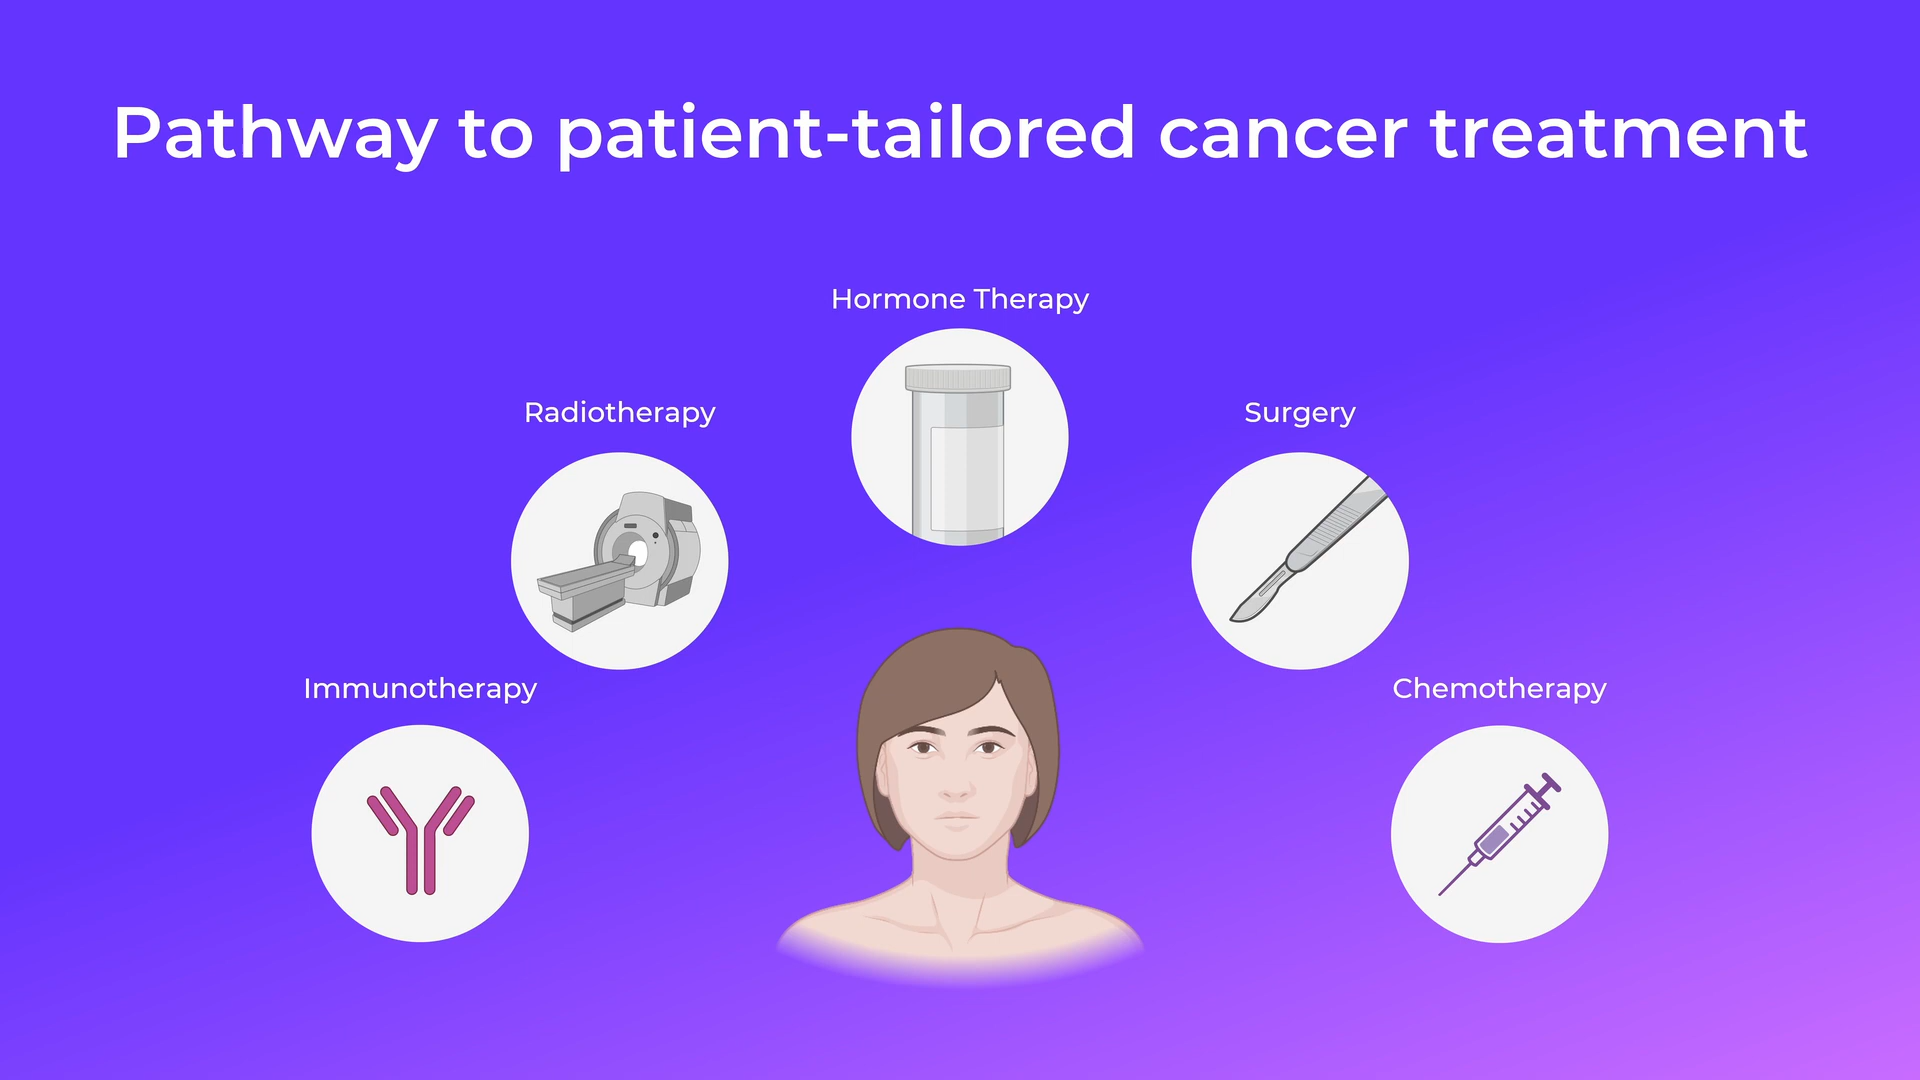 Pathway to patient-tailored cancer treatment
Hormone Therapy
Radiotherapy
Surgery
Immunotherapy
Chemotherapy